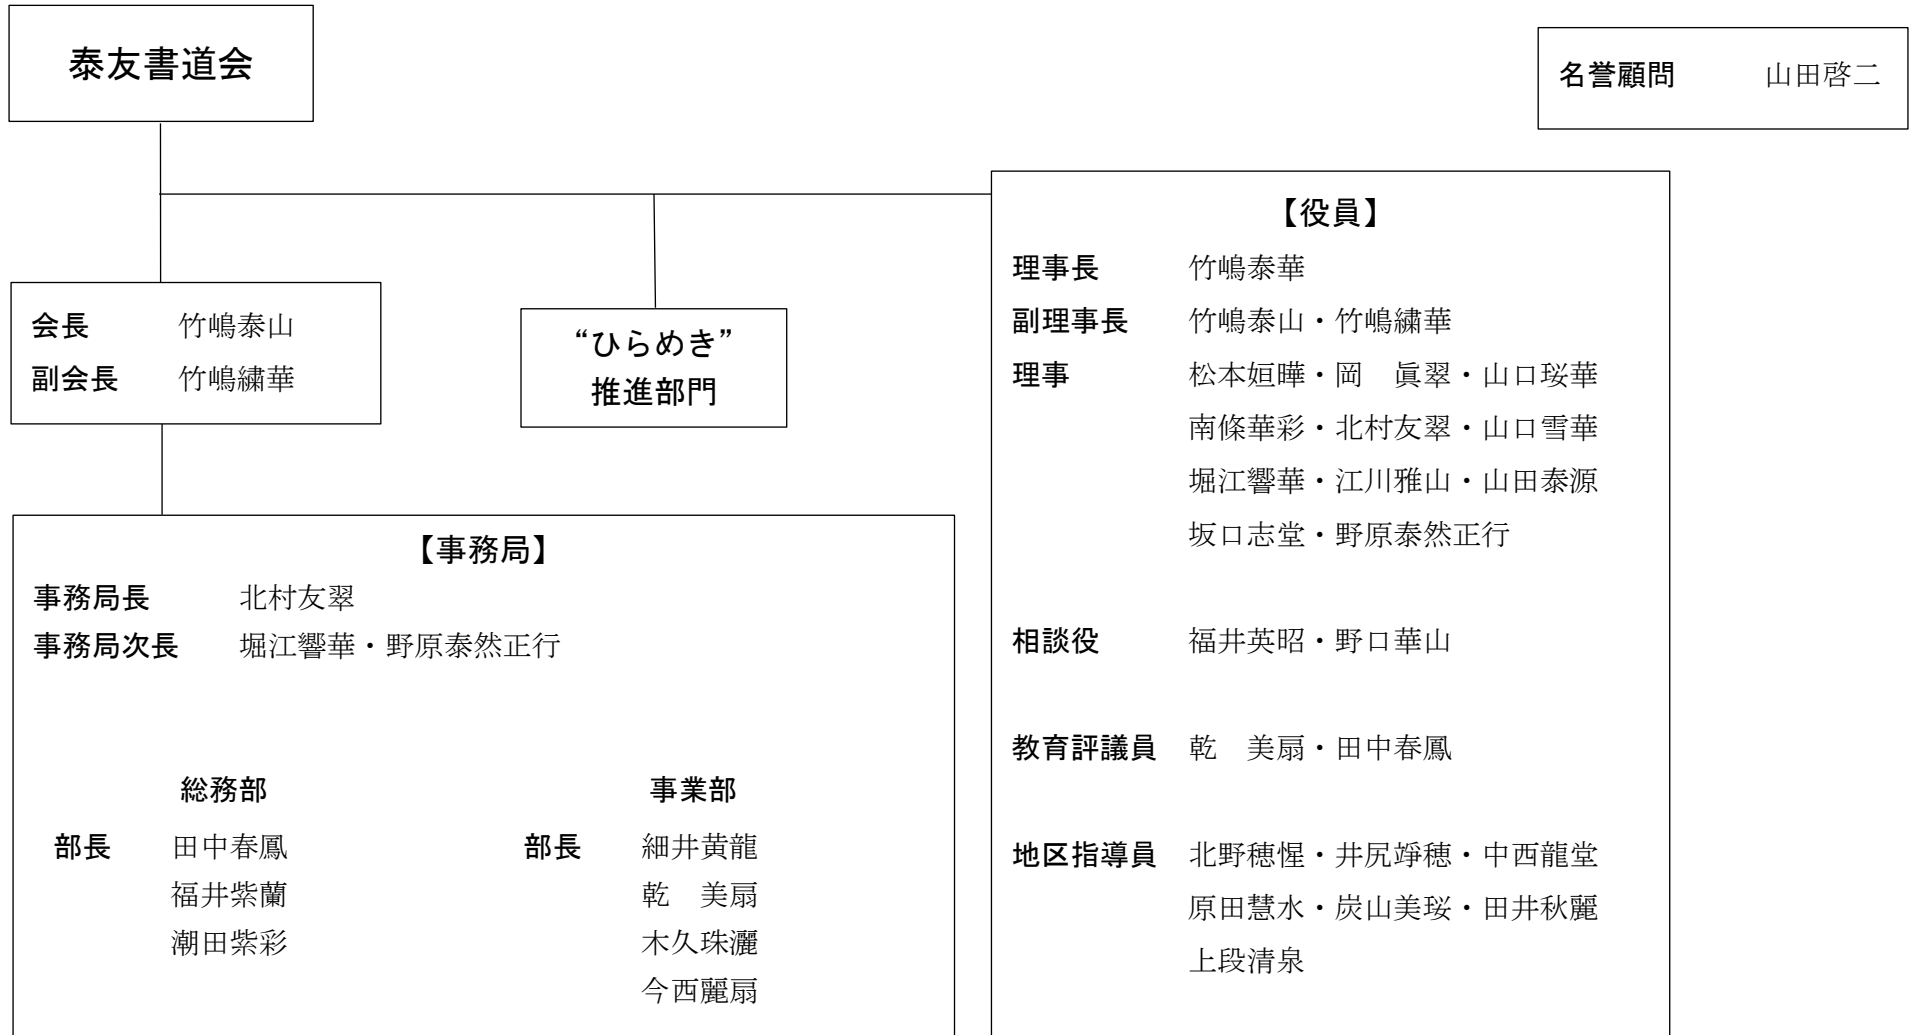 泰友書道会
名誉顧問　山田啓二
会長　竹嶋泰山
副会長　竹嶋繍華
“ひらめき”
推進部門
【役員】
理事長　竹嶋泰華
副理事長　竹嶋泰山・竹嶋繍華
理事　松本姮曄・岡　眞翠・山口珱華
南條華彩・北村友翠・山口雪華
堀江響華・江川雅山・山田泰源
坂口志堂・野原泰然正行
相談役　福井英昭・野口華山
教育評議員　乾　美扇・田中春鳳
地区指導員　北野穂惺・井尻竫穂・中西龍堂
原田慧水・炭山美珱・田井秋麗
上段清泉
【事務局】
事務局長　北村友翠
事務局次長　堀江響華・野原泰然正行
総務部
部長　田中春鳳
福井紫蘭
潮田紫彩
事業部
部長　細井黄龍
乾　美扇
木久珠灑
今西麗扇